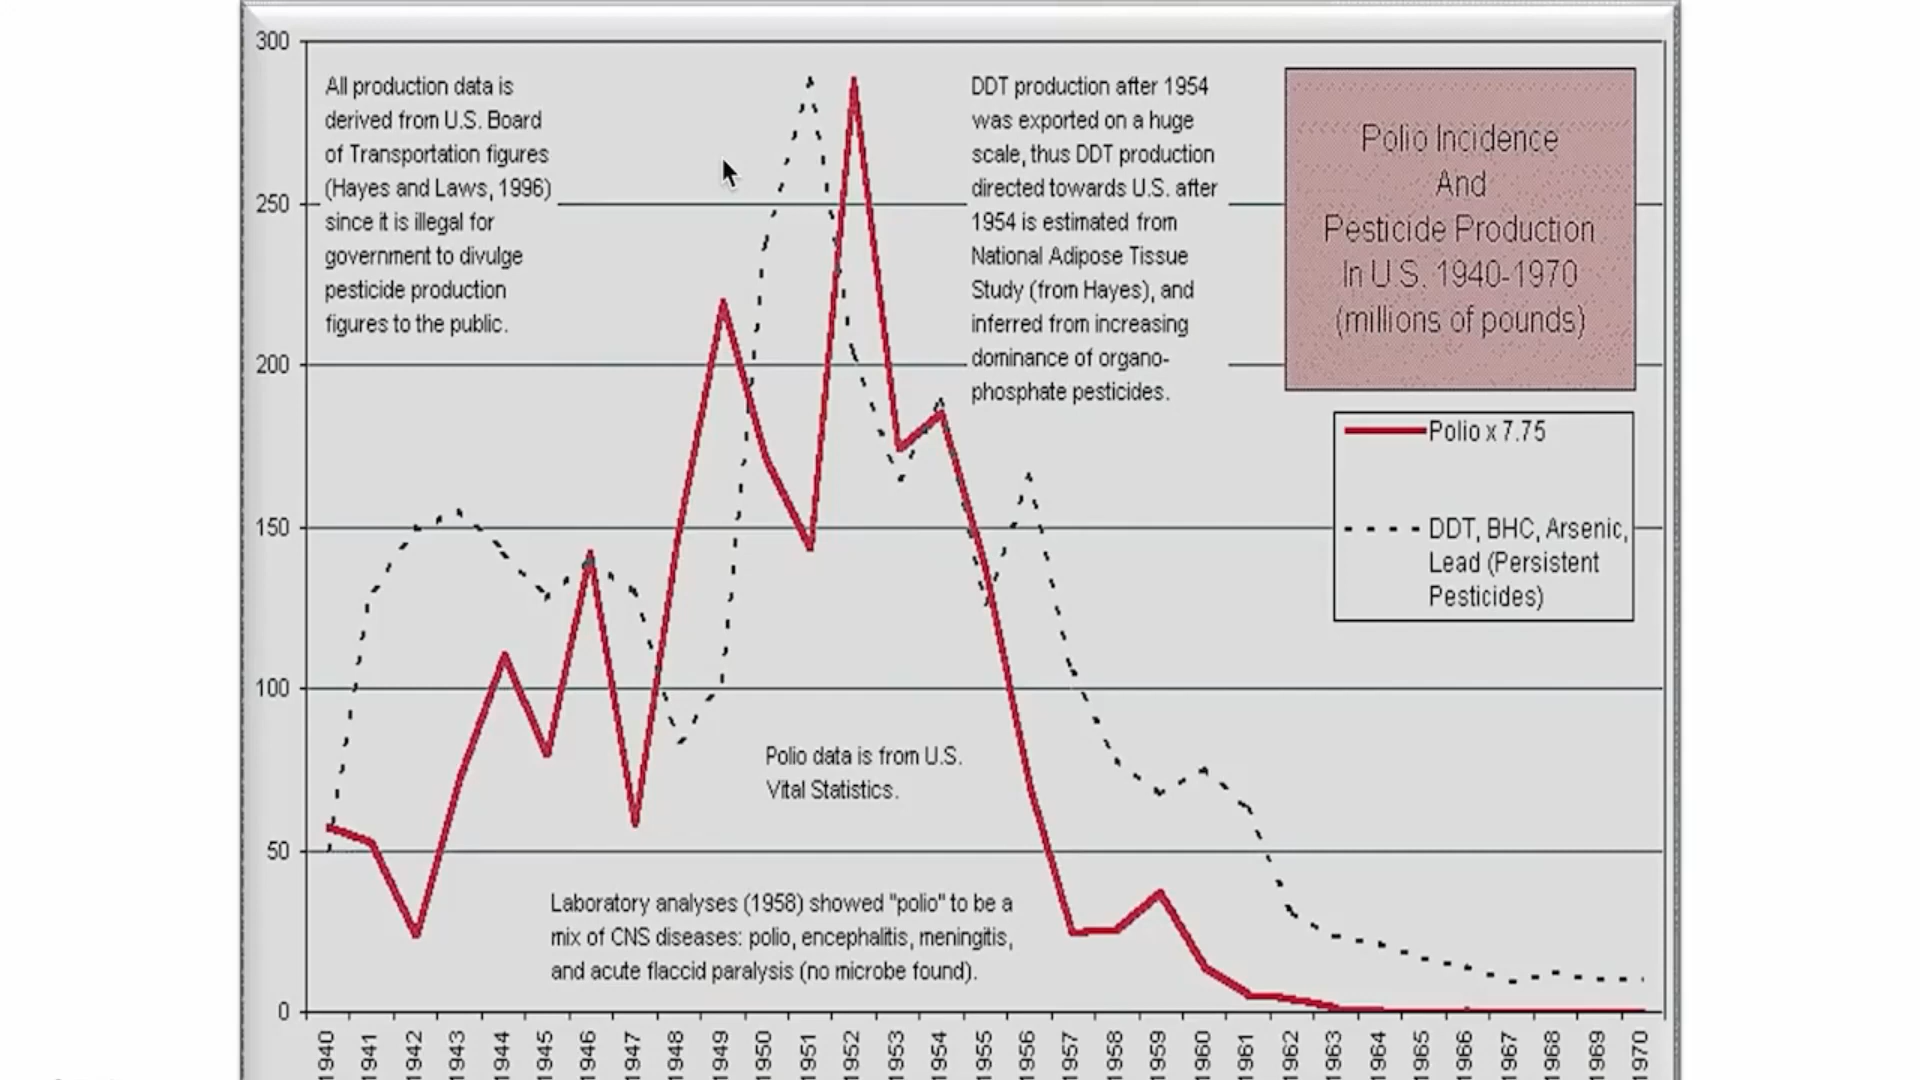 300
250
200
150
100
50
0
All production data is
derived from U.S. Board
of Transportation figures
(Hayes and Laws, 1996)
since it is illegal for
government to divulge
pesticide production
figures to the public.
DDT production after 1954
was exported on a huge
scale, thus DDT production
directed towards U.S. after
1954 is estimated from
National Adipose Tissue
Study (from Hayes), and
inferred from increasing
dominance of organo-
phosphate pesticides.
Polio Incidence
And
Pesticide Production
In U.S. 1940-1970
(millions of pounds)
Polio x 7.75
DDT, BHC, Arsenic,
Lead (Persistent
Pesticides)
Polio data is from U.S.
Vital Statistics.
Laboratory analyses (1958) showed "polio" to be a
mix of CNS diseases: polio, encephalitis, meningitis,
and acute flaccid paralysis (no microbe found).
1940
1941
1942
1943
1944
1945
1946
1947
1948
1949
1950
1951
1952
1953
1954
1955
1956
1957
1958
1959
1960
1961
1962
1963
1964
1965
1966
1967
1968
1969
1970